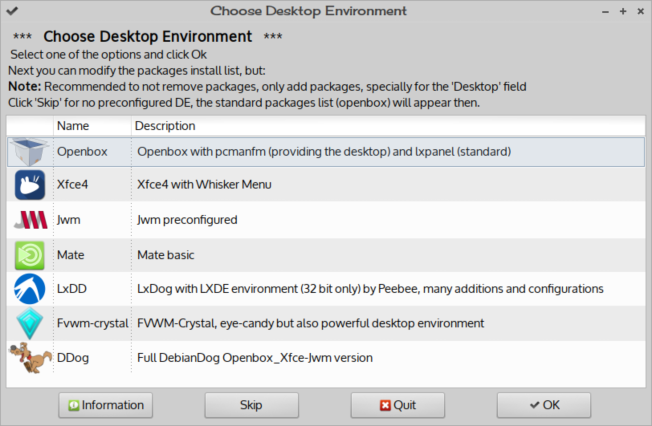 Choose Desktop Environment
*** Choose Desktop Environment ***
Select one of the options and click Ok
Next you can modify the packages install list, but:
Note: Recommended to not remove packages, only add packages, specially for the 'Desktop' field
Click 'Skip' for no preconfigured DE, the standard packages list (openbox) will appear then.
Name Description
Openbox Openbox with pcmanfm (providing the desktop) and lxpanel (standard)
Xfce4 Xfce4 with Whisker Menu
Jwm Jwm preconfigured
Mate Mate basic
LxDD LxDog with LXDE environment (32 bit only) by Peebee, many additions and configurations
Fvwm-crystal FVWM-Crystal, eye-candy but also powerful desktop environment
DDog Full DebianDog Openbox_Xfce-Jwm version
Information Skip Quit OK